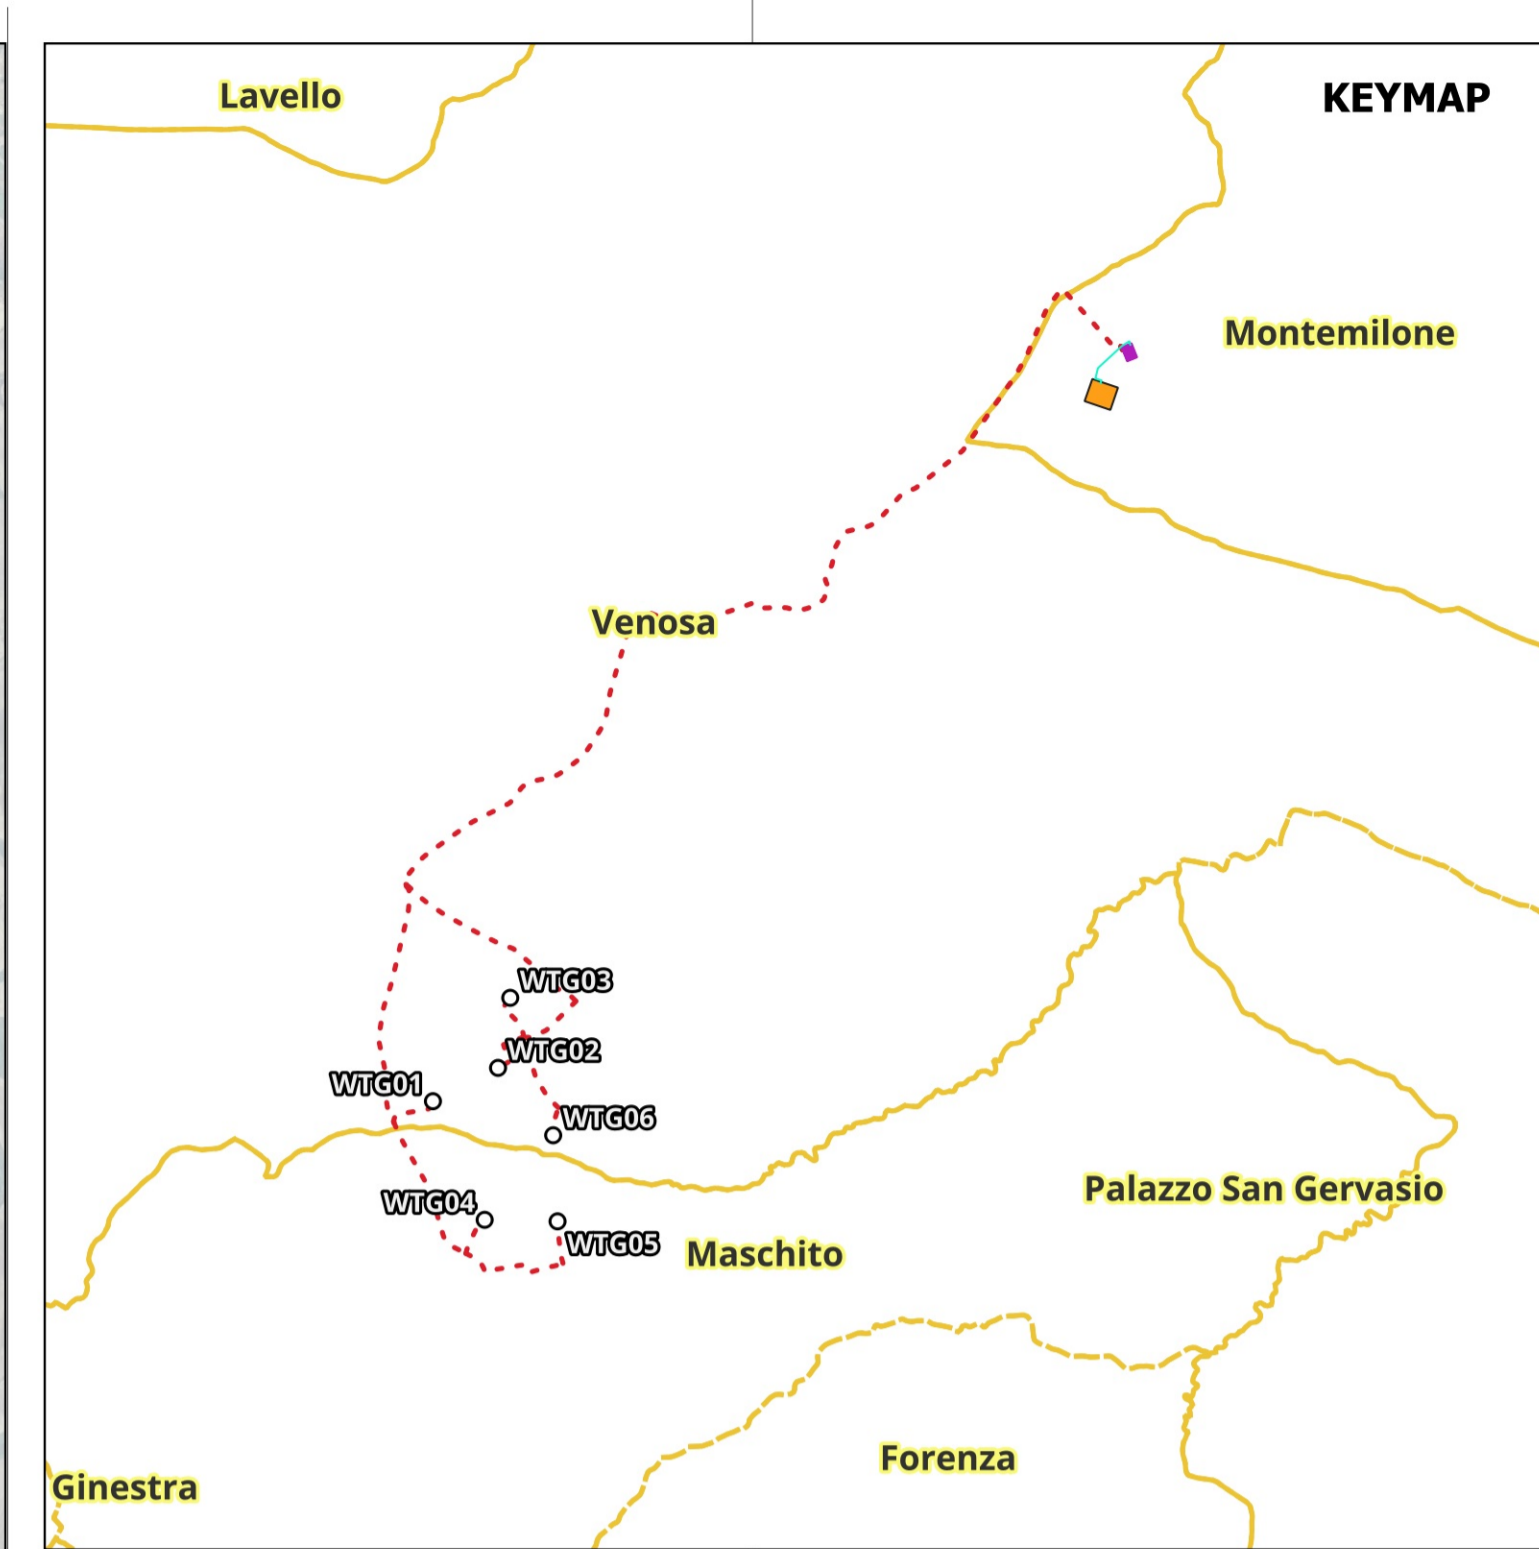 Lavello
KEYMAP
Montemilone
Venosa
WTG03
WTG02
WTG01
WTG06
Palazzo San Gervasio
WTG04
WTG05
Maschito
Forenza
Ginestra